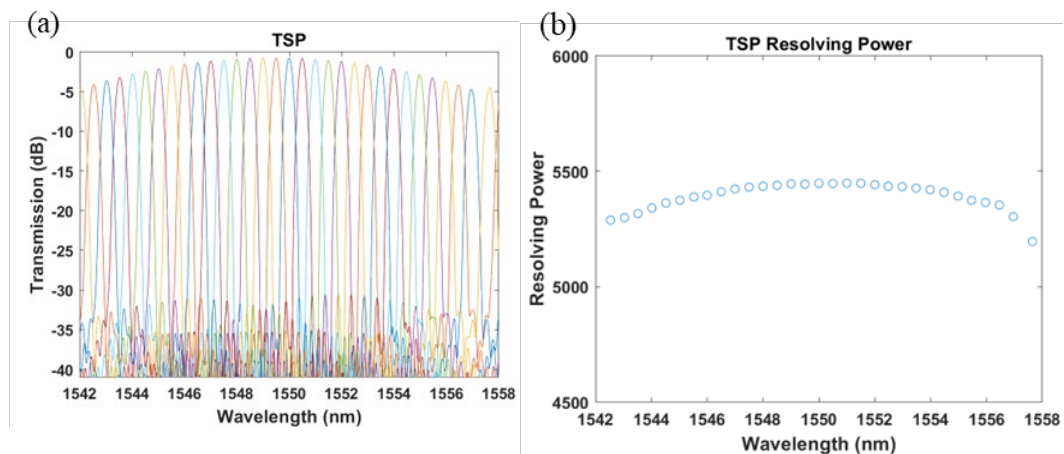 (a)
TSP
Transmission (dB)
0
-5
-10
-15
-20
-25
-30
-35
-40
1542 1544 1546 1548 1550 1552 1554 1556 1558
Wavelength (nm)
(b)
TSP Resolving Power
Resolving Power
6000
5500
5000
4500
1542 1544 1546 1548 1550 1552 1554 1556 1558
Wavelength (nm)